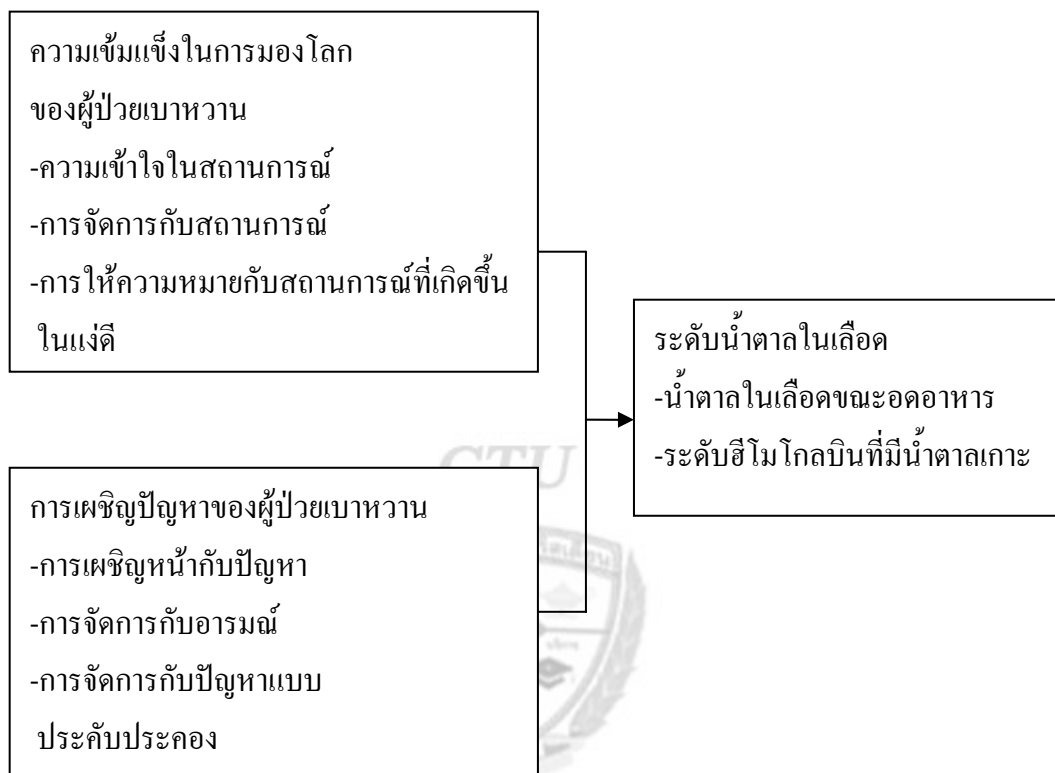 ความเข้มแข็งในการมองโลก
ของผู้ป่วยเบาหวาน
-ความเข้าใจในสถานการณ์
-การจัดการกับสถานการณ์
-การให้ความหมายกับสถานการณ์ที่เกิดขึ้น
ในแง่ดี
ระดับน้ำตาลในเลือด
-น้ำตาลในเลือดขณะอดอาหาร
-ระดับฮีโมโกลบินที่มีน้ำตาลเกาะ
CTU
การเผชิญปัญหาของผู้ป่วยเบาหวาน
-การเผชิญหน้ากับปัญหา
-การจัดการกับอารมณ์
-การจัดการกับปัญหาแบบ
ประคับประคอง